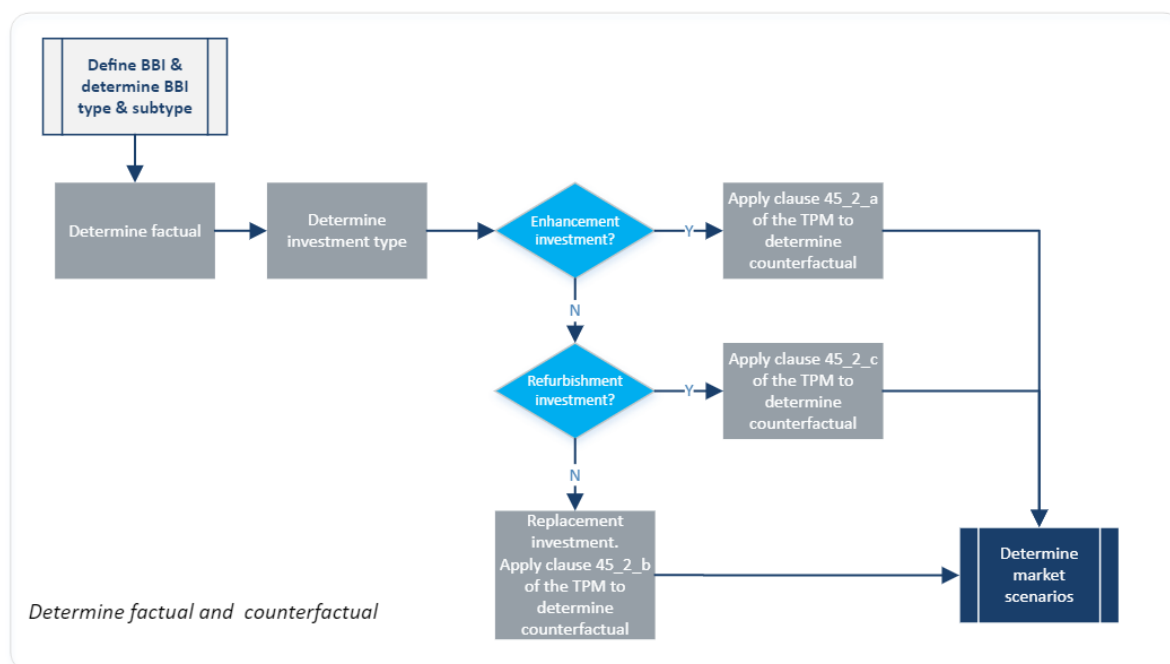 Define BBI &
determine BBI
type & subtype
Determine factual
Determine
investment type
Enhancement
investment?
Y
Apply clause 45_2_a
of the TPM to
determine
counterfactual
N
Refurbishment
investment?
Y
Apply clause 45_2_c
of the TPM to
determine
counterfactual
N
Replacement
investment.
Apply clause 45_2_b
of the TPM to
determine
counterfactual
Determine
market
scenarios
Determine factual and  counterfactual